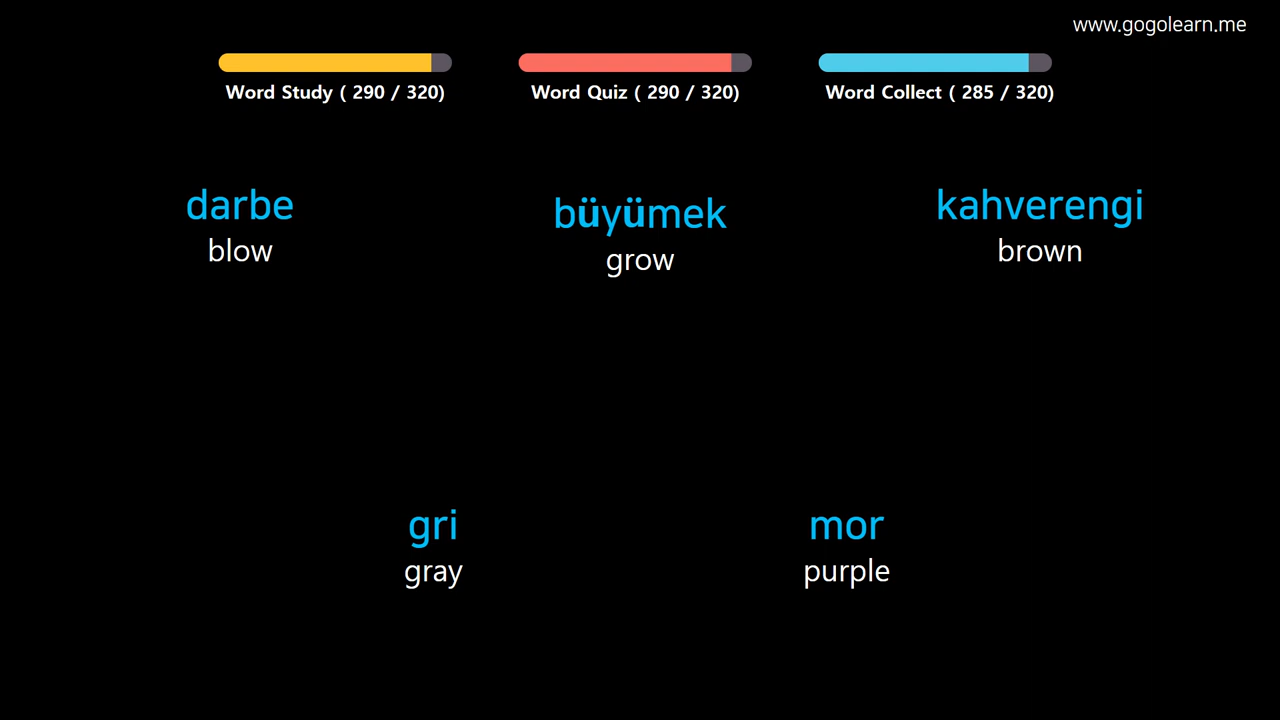 www.gogolearn.me
Word Study ( 290 / 320)
Word Quiz ( 290 / 320)
Word Collect ( 285 / 320)
darbe
blow
büyümek
grow
kahverengi
brown
gri
gray
mor
purple